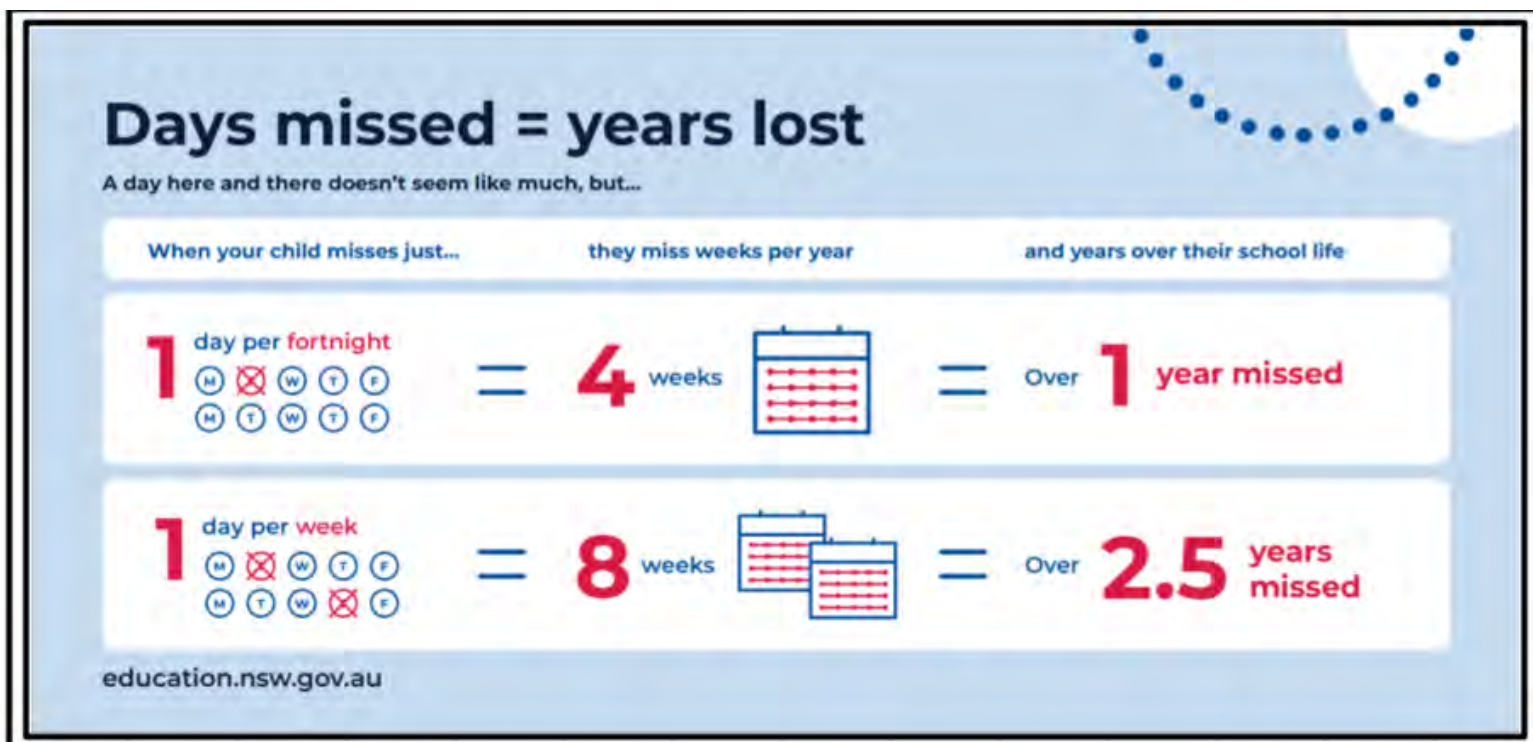 Days missed = years lost
A day here and there doesn't seem like much, but...
When your child misses just... they miss weeks per year and years over their school life
1 day per fortnight = 4 weeks = Over 1 year missed
M W T F
M T W T F
1 day per week = 8 weeks = Over 2.5 years missed
M W T F
M T W F
education.nsw.gov.au